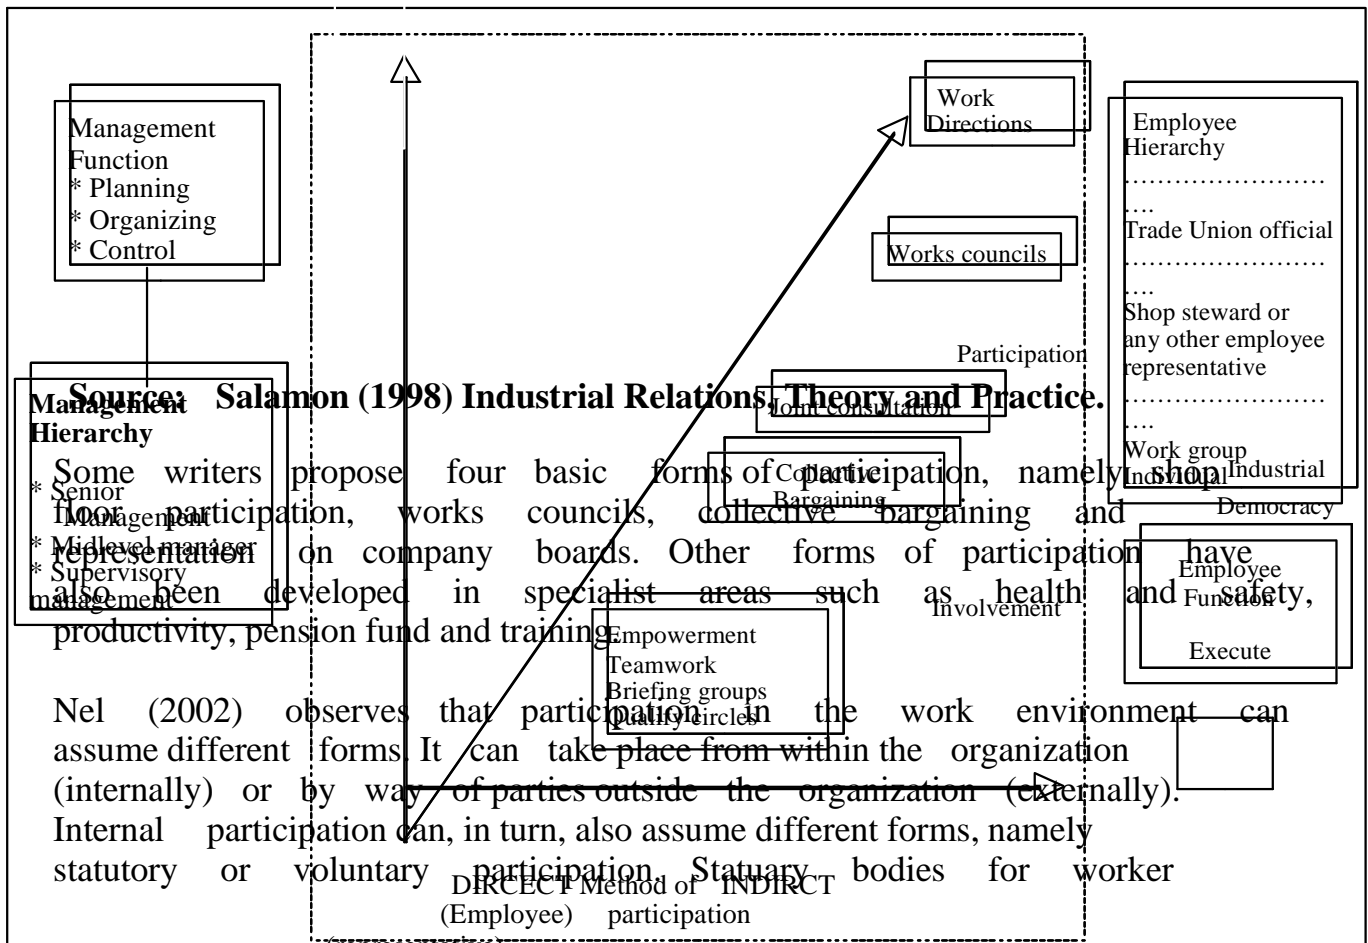 Management
Function
* Planning
* Organizing
* Control
Work
Directions
Employee
Hierarchy
……………………
….
Trade Union official
……………………
….
Shop steward or
any other employee
representative
……………………
….
Work group
Individual
Works councils
Participation
Joint consultation
Collective
Bargaining
Management
Hierarchy
* Senior
Management
* Midlevel manager
* Supervisory
management
Industrial
Democracy
Employee
Function
Execute
Involvement
Empowerment
Teamwork
Briefing groups
Qualify circles
Source: Salamon (1998) Industrial Relations, Theory and Practice.
Some writers propose four basic forms of participation, namely shop
floor participation, works councils, collective bargaining and
representation on company boards. Other forms of participation have
also been developed in specialist areas such as health and safety,
productivity, pension fund and training.
Nel (2002) observes that participation in the work environment can
assume different forms. It can take place from within the organization
(internally) or by way of parties outside the organization (externally).
Internal participation can, in turn, also assume different forms, namely
statutory or voluntary participation. Statuary bodies for worker
DIRCECT Method of INDIRCT
(Employee) participation